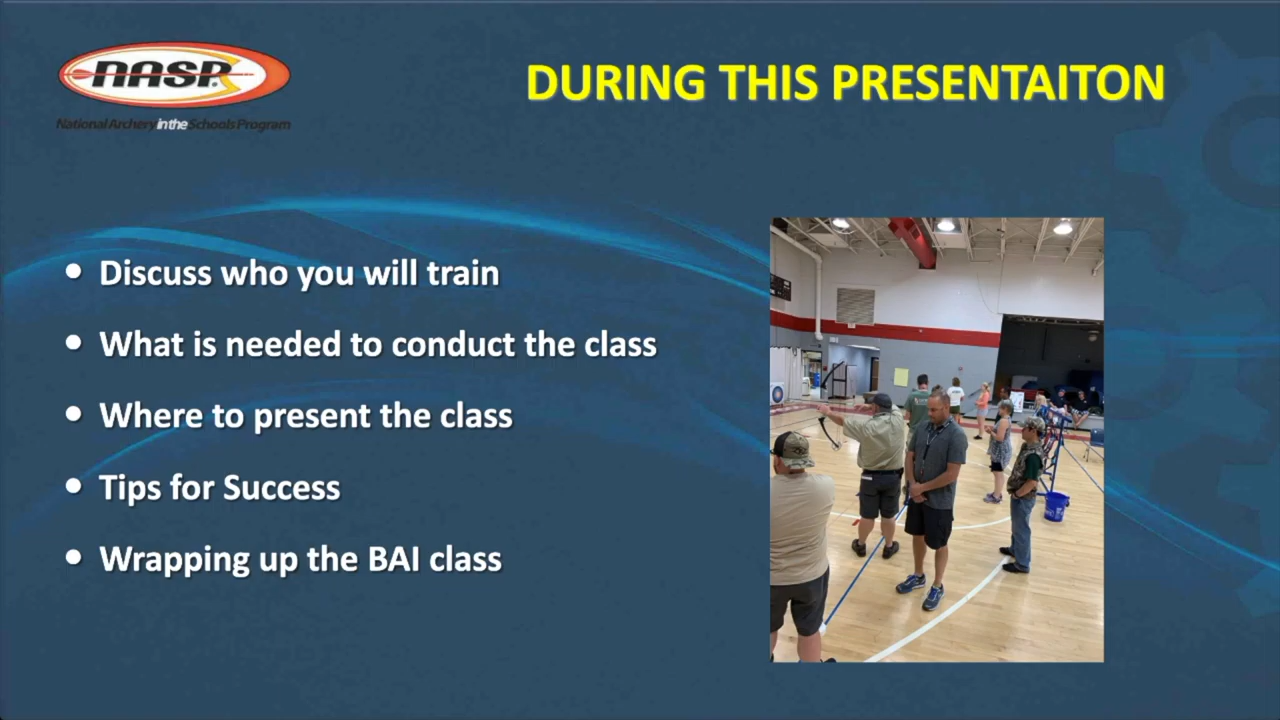 NASP
National Archery in the Schools Program
DURING THIS PRESENTAITON
Discuss who you will train
What is needed to conduct the class
Where to present the class
Tips for Success
Wrapping up the BAI class